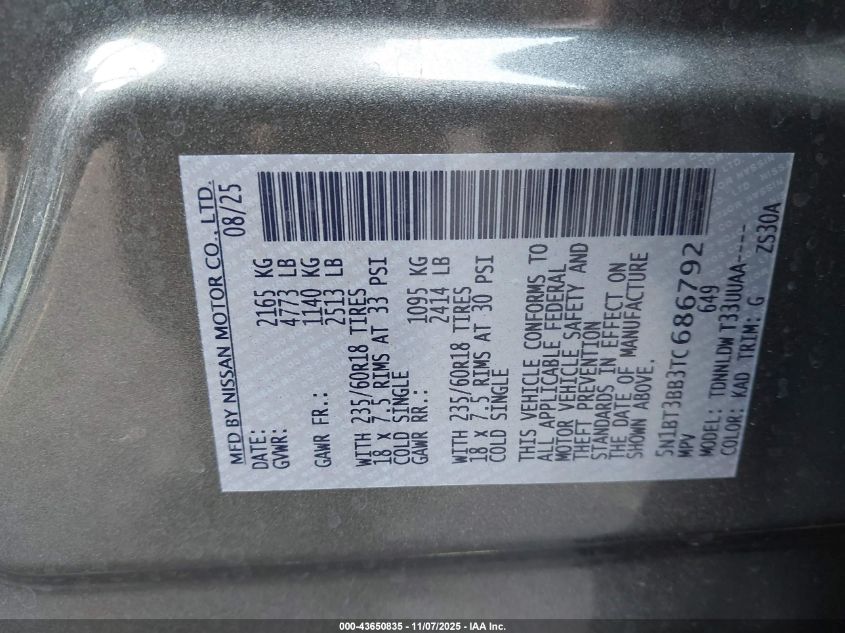 MFD BY NISSAN MOTOR CO., LTD.
DATE: 08/25
GVWR: 2165 KG
4773 LB
GAWR FR.: 1140 KG
2513 LB
WITH 235/60R18 TIRES
18 x 7.5 RIMS AT 33 PSI
COLD SINGLE
GAWR RR.: 1095 KG
2414 LB
WITH 235/60R18 TIRES
18 x 7.5 RIMS AT 30 PSI
COLD SINGLE
THIS VEHICLE CONFORMS TO
ALL APPLICABLE FEDERAL
MOTOR VEHICLE SAFETY AND
THEFT PREVENTION
STANDARDS IN EFFECT ON
THE DATE OF MANUFACTURE
SHOWN ABOVE.
5N1BT3BB3TC686792
MPV 649
MODEL: TDNNLDWT33UUAA----
COLOR: KAD TRIM: G ZS30A
000-43650835 - 11/07/2025 - IAA Inc.